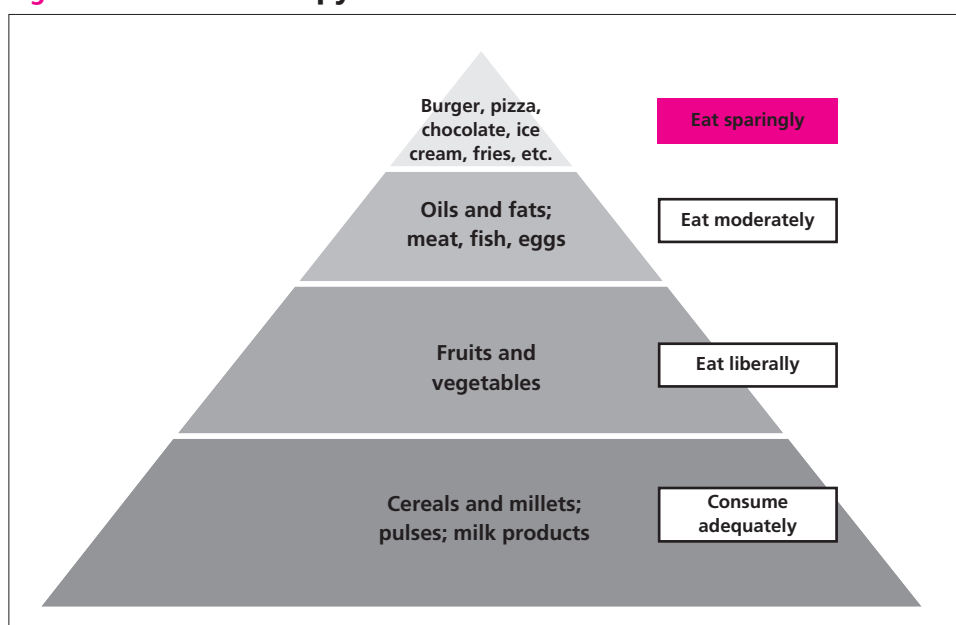 Burger, pizza,
chocolate, ice
cream, fries, etc.
Eat sparingly
Oils and fats;
meat, fish, eggs
Eat moderately
Fruits and
vegetables
Eat liberally
Cereals and millets;
pulses; milk products
Consume
adequately